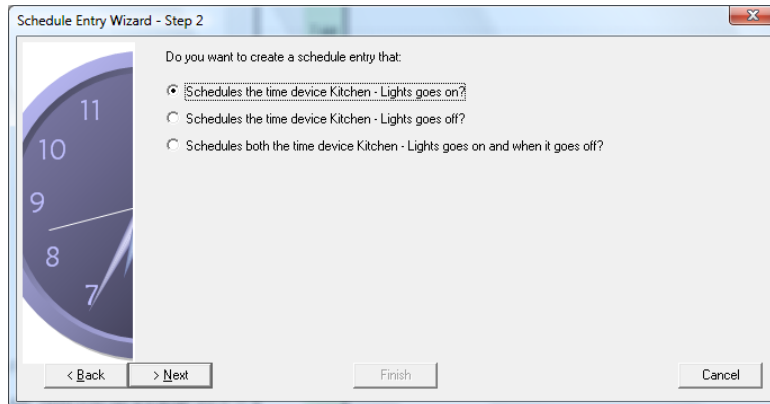 Schedule Entry Wizard - Step 2
Do you want to create a schedule entry that:
Schedules the time device Kitchen - Lights goes on?
Schedules the time device Kitchen - Lights goes off?
Schedules both the time device Kitchen - Lights goes on and when it goes off?
11
10
9
8
7
< Back
> Next
Finish
Cancel